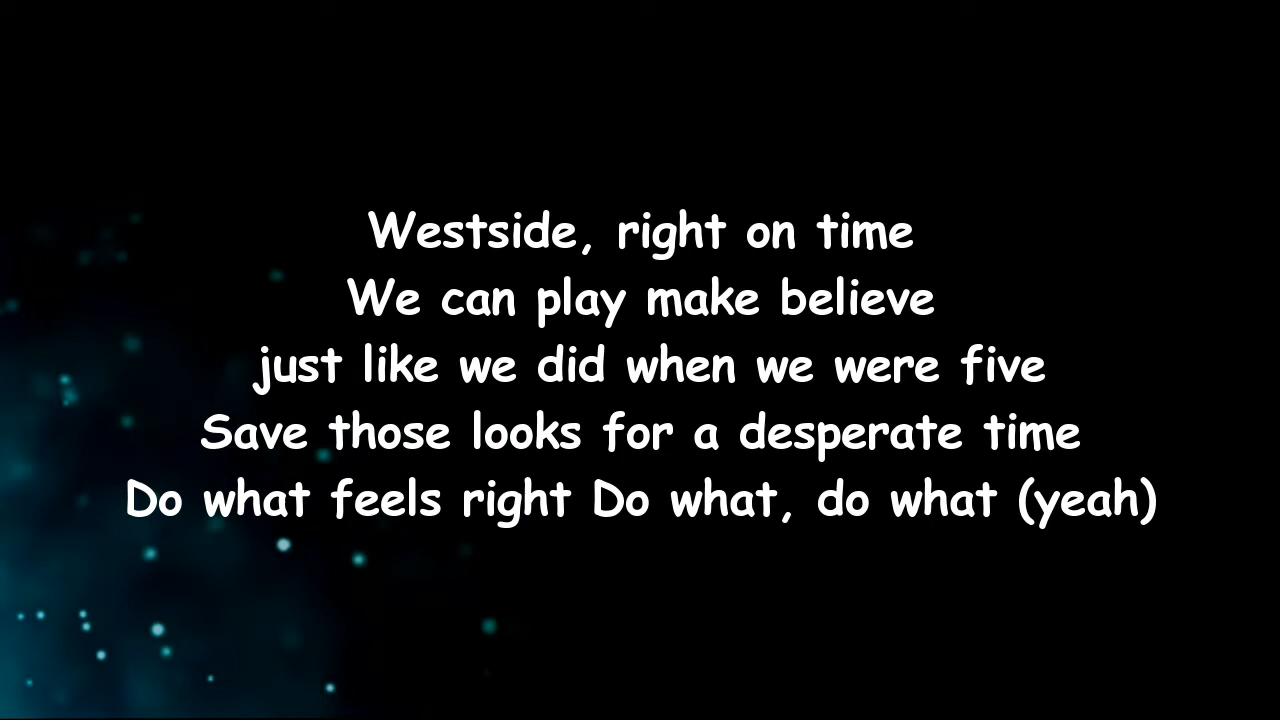 Westside, right on time
We can play make believe
just like we did when we were five
Save those looks for a desperate time
Do what feels right Do what, do what (yeah)